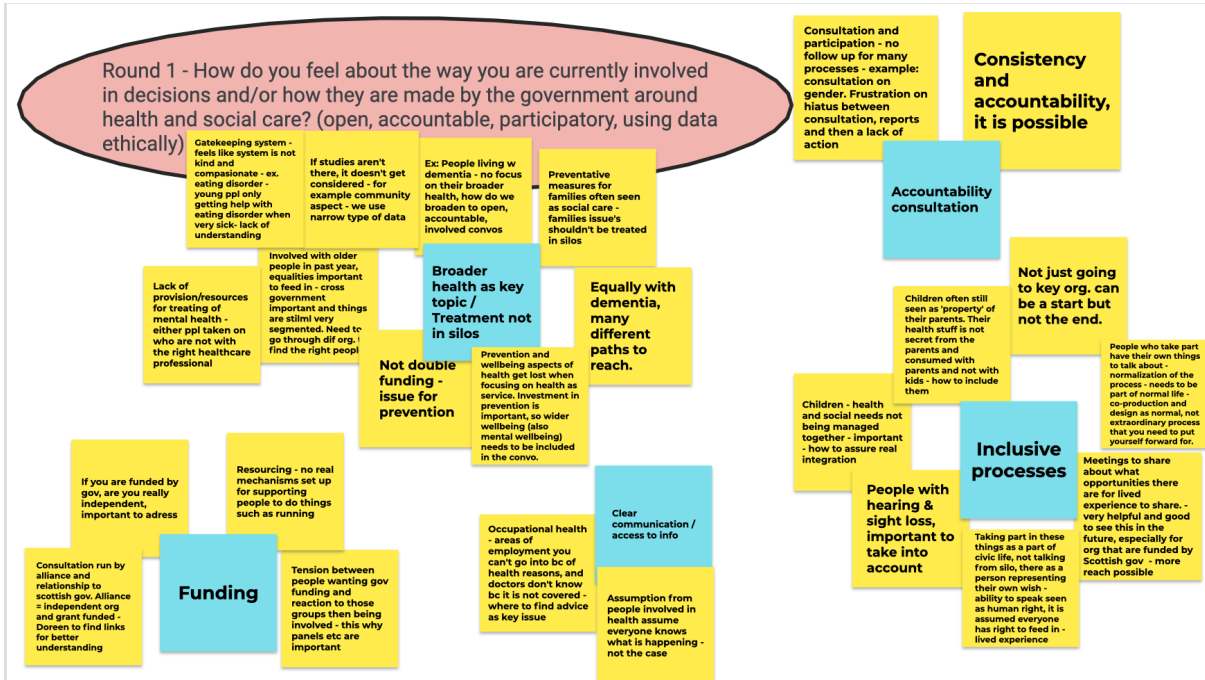 Round 1 - How do you feel about the way you are currently involved
in decisions and/or how they are made by the government around
health and social care? (open, accountable, participatory, using data
ethically)
Gatekeeping system -
feels like system is not
kind and
compasionate - ex.
eating disorder -
young ppl only
getting help with
eating disorder when
very sick- lack of
understanding
If studies aren't
there, it doesn't get
considered - for
example community
aspect - we use
narrow type of data
Ex: People living w
dementia - no focus
on their broader
health, how do we
broaden to open,
accountable,
involved convos
Preventative
measures for
families often seen
as social care -
families issue's
shouldn't be treated
in silos
Lack of
provision/resources
for treating of
mental health -
either ppl taken on
who are not with
the right healthcare
professional
Involved with older
people in past year,
equalities important
to feed in - cross
government
important and things
are stilml very
segmented. Need to
go through dif org.
find the right people
Broader
health as key
topic /
Treatment not
in silos
Equally with
dementia,
many
different
paths to
reach.
Not double
funding -
issue for
prevention
Prevention and
wellbeing aspects of
health get lost when
focusing on health as
service. Investment in
prevention is
important, so wider
wellbeing (also
mental wellbeing)
needs to be included
in the convo.
If you are funded by
gov, are you really
independent,
important to adress
Resourcing - no real
mechanisms set up
for supporting
people to do things
such as running
Consultation run by
alliance and
relationship to
scottish gov. Alliance
= independent org
and grant funded -
Doreen to find links
for better
understanding
Funding
Tension between
people wanting gov
funding and
reaction to those
groups then being
involved - this why
panels etc are
important
Occupational health
- areas of
employment you
can't go into bc of
health reasons, and
doctors don't know
bc it is not covered -
where to find advice
as key issue
Clear
communication /
access to info
Assumption from
people involved in
health assume
everyone knows
what is happening -
not the case
Consultation and
participation - no
follow up for many
processes - example:
consultation on
gender. Frustration on
hiatus between
consultation, reports
and then a lack of
action
Consistency
and
accountability,
it is possible
Accountability
consultation
Children often still
seen as 'property' of
their parents. Their
health stuff is not
secret from the
parents and
consumed with
parents and not with
kids - how to include
them
Not just going
to key org. can
be a start but
not the end.
People who take part
have their own things
to talk about -
normalization of the
process - needs to be
part of normal life -
co-production and
design as normal, not
extraordinary process
that you need to put
yourself forward for.
Children - health
and social needs not
being managed
together - important
- how to assure real
integration
Inclusive
processes
People with
hearing &
sight loss,
important to
take into
account
Meetings to share
about what
opportunities there
are for lived
experience to share. -
very helpful and good
to see this in the
future, especially for
org that are funded by
Scottish gov - more
reach possible
Taking part in these
things as a part of
civic life, not talking
from silo, there as a
person representing
their own wish -
ability to speak seen
as human right, it is
assumed everyone
has right to feed in -
lived experience